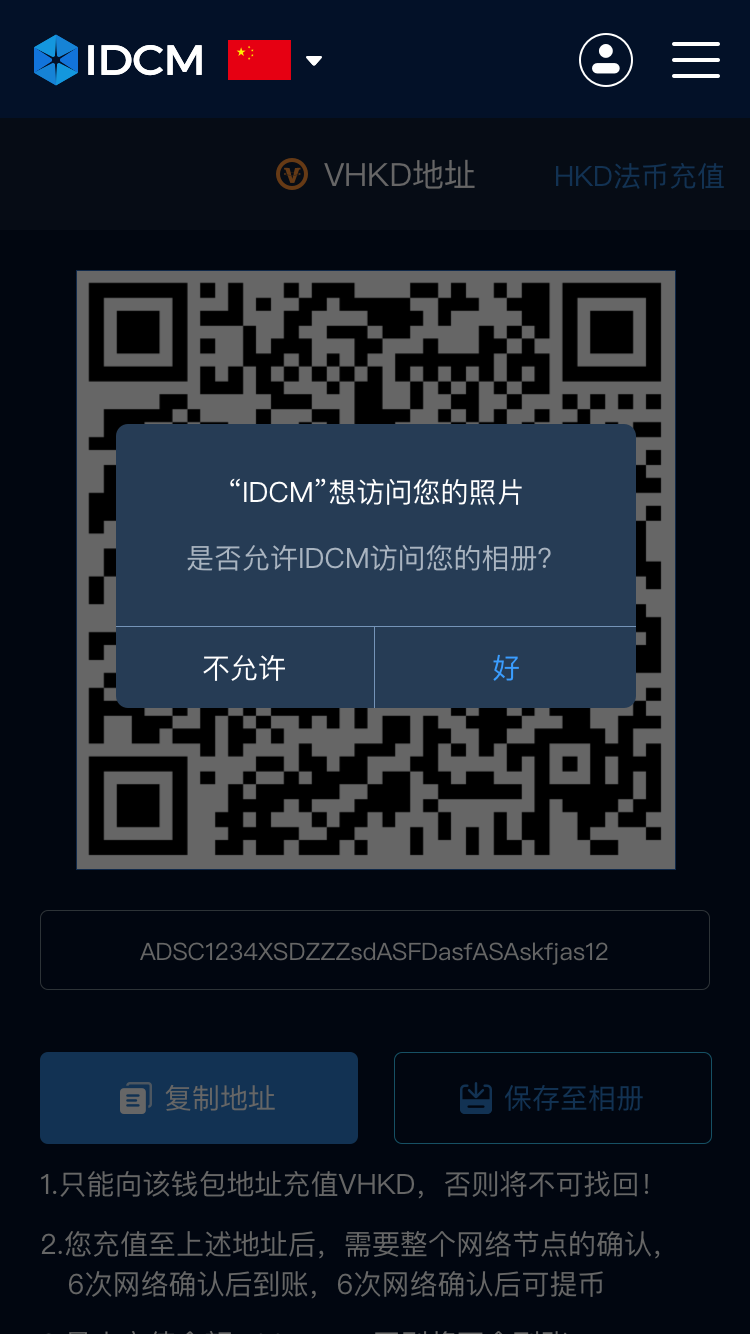 IDCM
VHKD地址
HKD法币充值
“IDCM”想访问您的照片
是否允许IDCM访问您的相册?
不允许
好
ADSC1234XSDZZZsdASFDasfASAskfjas12
复制地址
保存至相册
1.只能向该钱包地址充值VHKD，否则将不可找回！
2.您充值至上述地址后，需要整个网络节点的确认，
6次网络确认后到账，6次网络确认后可提币